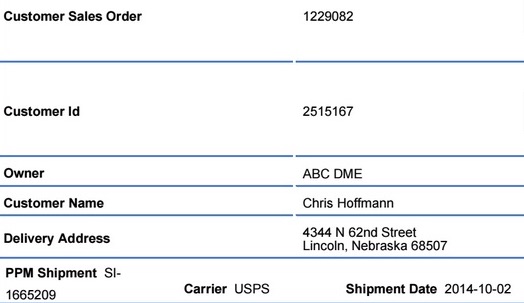 Customer Sales Order 1229082
Customer Id 2515167
Owner ABC DME
Customer Name Chris Hoffmann
Delivery Address 4344 N 62nd Street
Lincoln, Nebraska 68507
PPM Shipment SI-
1665209 Carrier USPS Shipment Date 2014-10-02